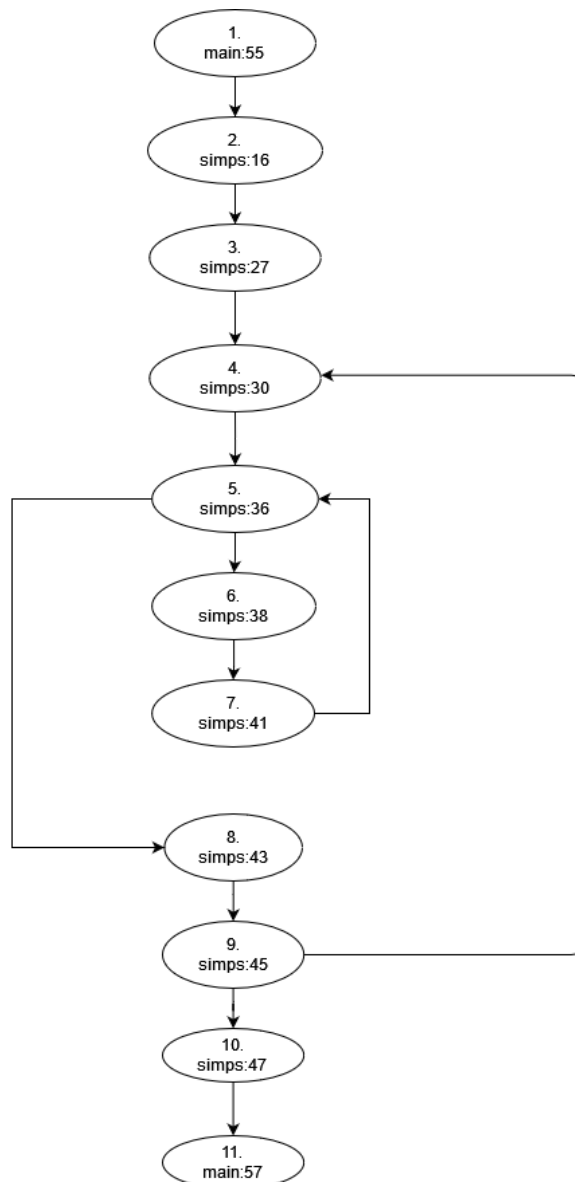 1.
main:55
2.
simps:16
3.
simps:27
4.
simps:30
5.
simps:36
6.
simps:38
7.
simps:41
8.
simps:43
9.
simps:45
10.
simps:47
11.
main:57